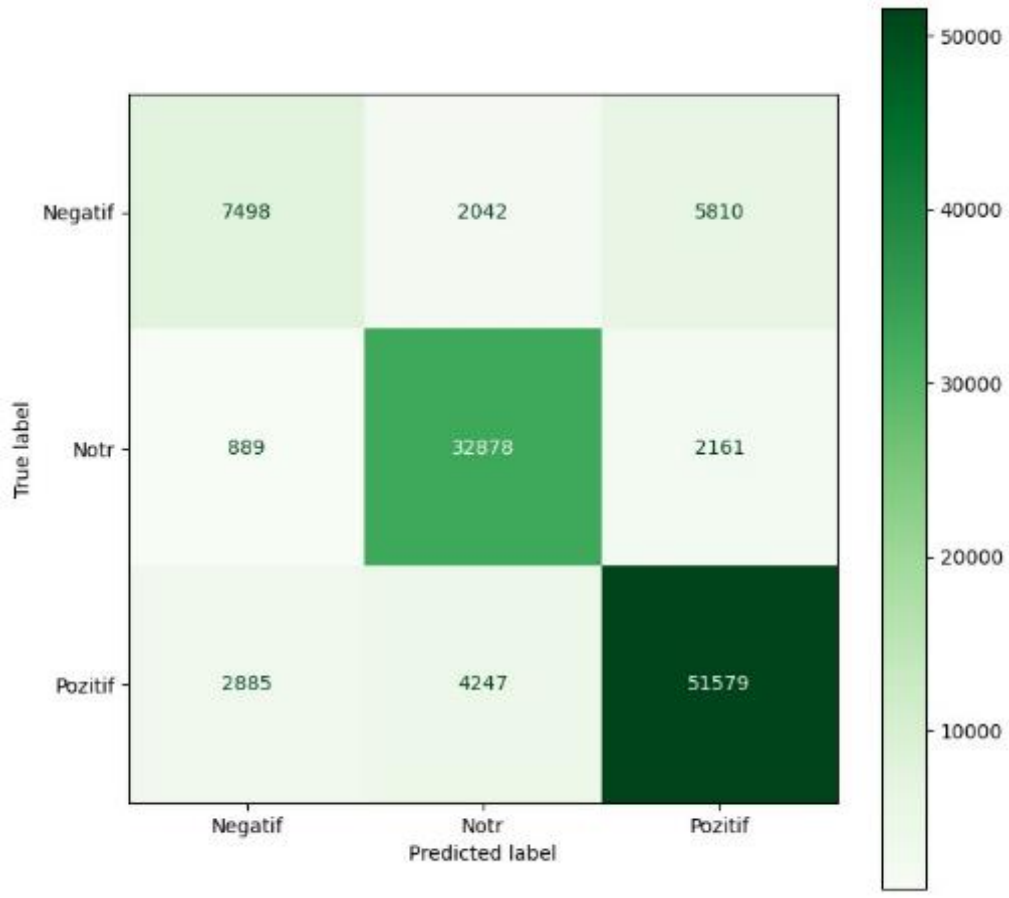 50000
40000
30000
20000
10000
True label
Negatif
7498 2042 5810
Notr
889 32878 2161
Pozitif
2885 4247 51579
Negatif Notr Pozitif
Predicted label